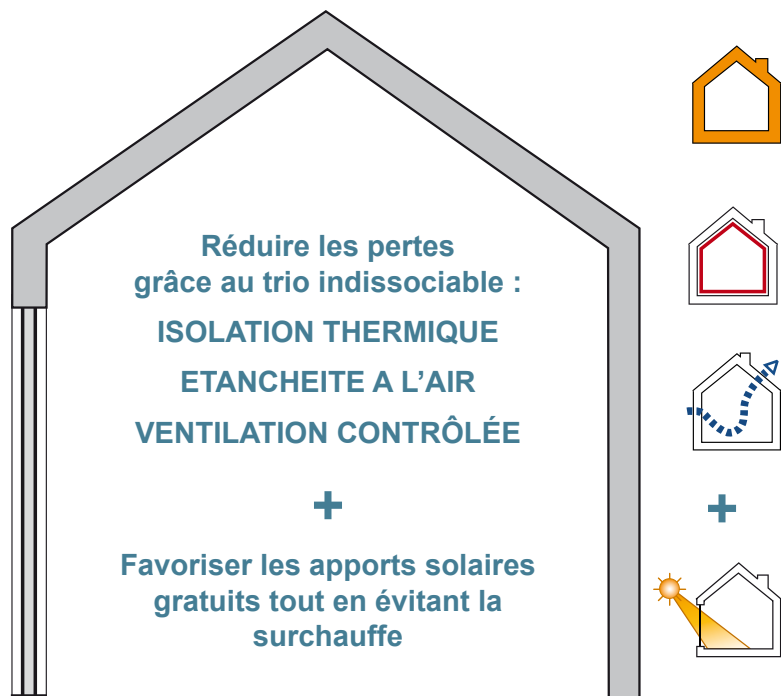 Réduire les pertes
grâce au trio indissociable :
ISOLATION THERMIQUE
ETANCHEITE A L’AIR
VENTILATION CONTRÔLÉE
+
Favoriser les apports solaires
gratuits tout en évitant la
surchauffe
+